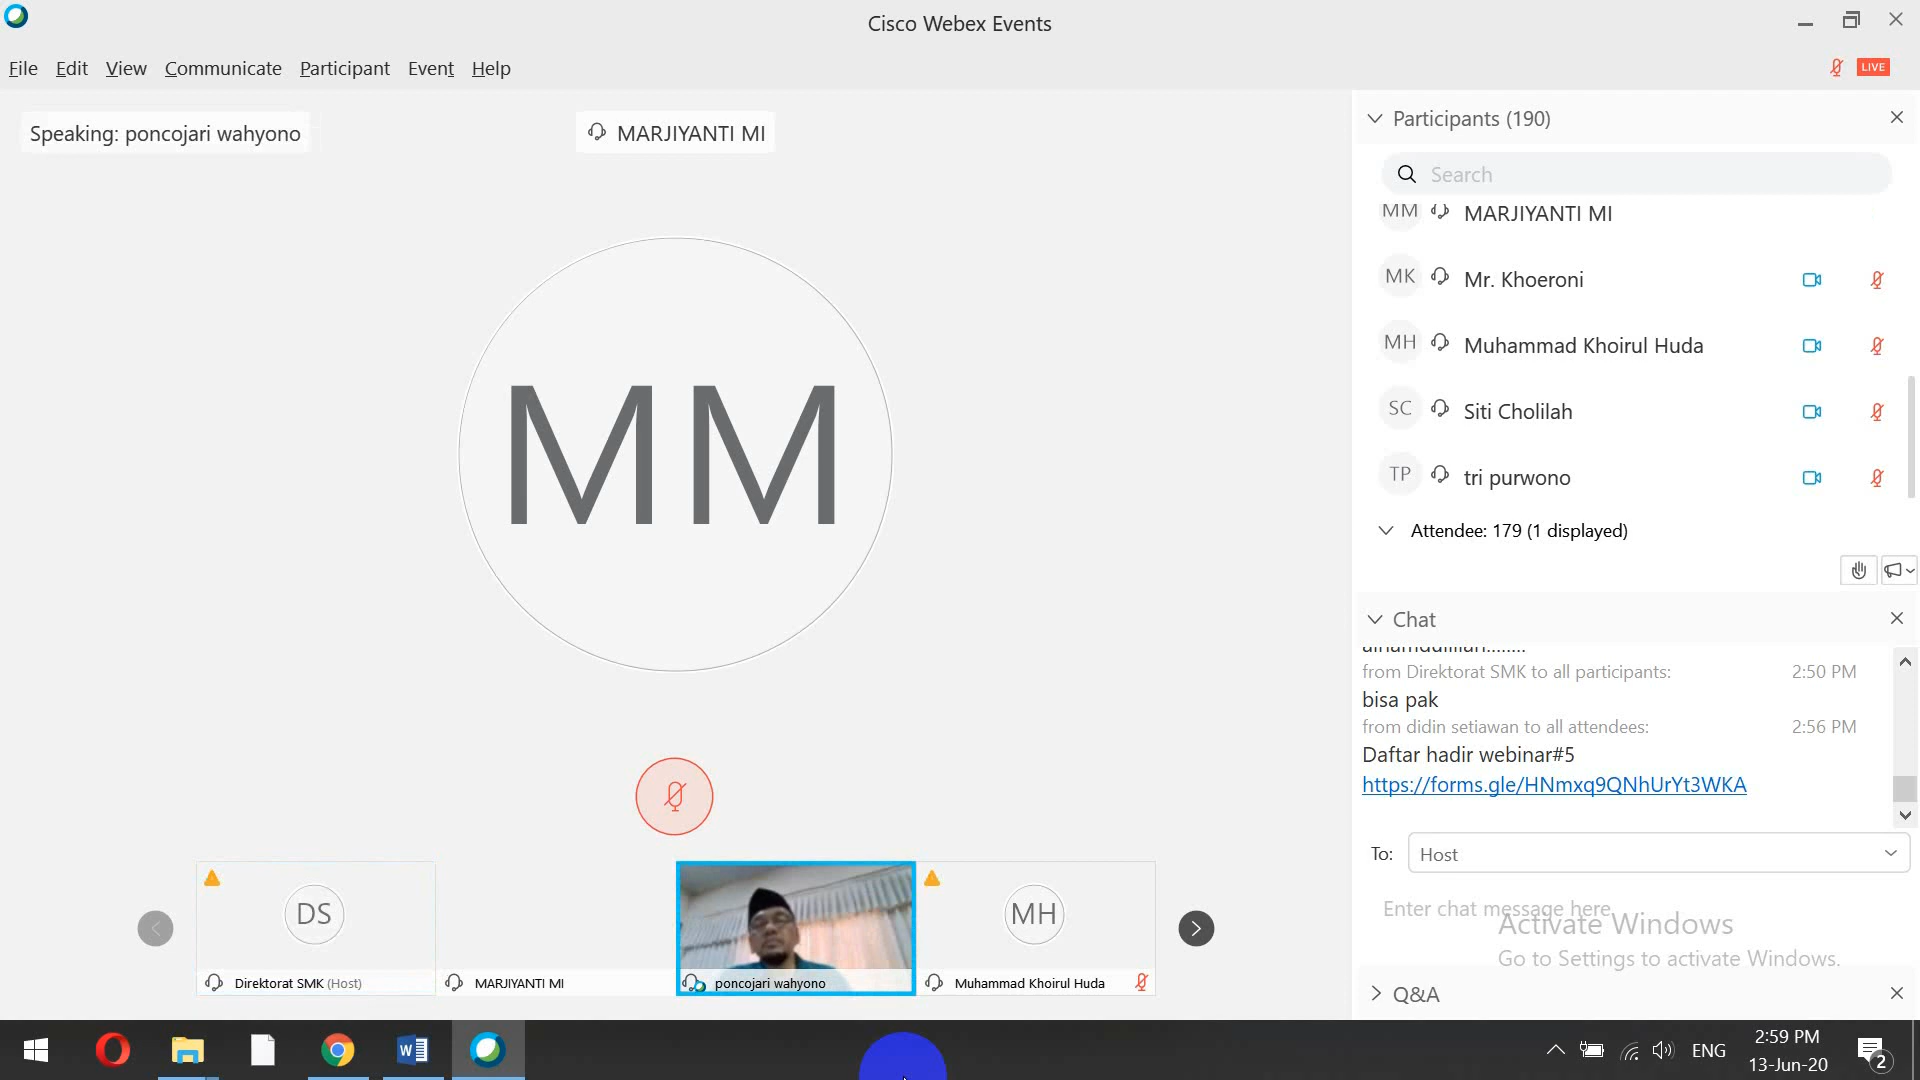 Cisco Webex Events
File Edit View Communicate Participant Event Help
LIVE
Speaking: poncojari wahyono
MARJIYANTI MI
MM
DS
Direktorat SMK (Host)
MARJIYANTI MI
poncojari wahyono
MH
Muhammad Khoirul Huda
Participants (190)
Search
MM MARJIYANTI MI
MK Mr. Khoeroni
MH Muhammad Khoirul Huda
SC Siti Cholilah
TP tri purwono
Attendee: 179 (1 displayed)
Chat
from Direktorat SMK to all participants: 2:50 PM
bisa pak
from didin setiawan to all attendees: 2:56 PM
Daftar hadir webinar#5
https://forms.gle/HNmxq9QNhUrYt3WKA
To: Host
Enter chat message here
Activate Windows
Go to Settings to activate Windows.
Q&A
ENG
2:59 PM
13-Jun-20
2